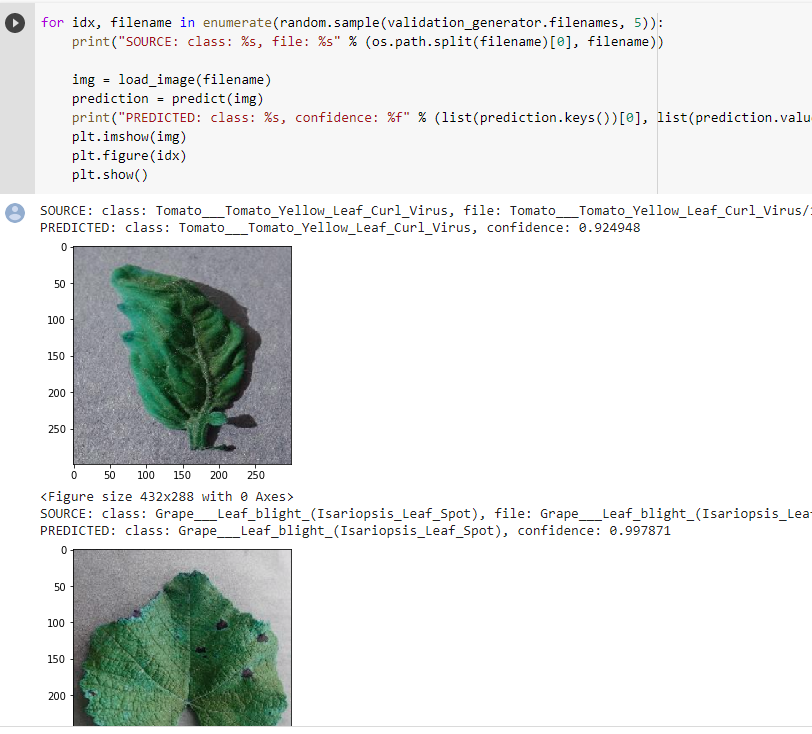 for idx, filename in enumerate(random.sample(validation_generator.filenames, 5)):
print("SOURCE: class: %s, file: %s" % (os.path.split(filename)[0], filename))
img = load_image(filename)
prediction = predict(img)
print("PREDICTED: class: %s, confidence: %f" % (list(prediction.keys())[0], list(prediction.valu
plt.imshow(img)
plt.figure(idx)
plt.show()
SOURCE: class: Tomato___Tomato_Yellow_Leaf_Curl_Virus, file: Tomato___Tomato_Yellow_Leaf_Curl_Virus/
PREDICTED: class: Tomato___Tomato_Yellow_Leaf_Curl_Virus, confidence: 0.924948
0
50
100
150
200
250
0 50 100 150 200 250
<Figure size 432x288 with 0 Axes>
SOURCE: class: Grape___Leaf_blight_(Isariopsis_Leaf_Spot), file: Grape___Leaf_blight_(Isariopsis_Lea
PREDICTED: class: Grape___Leaf_blight_(Isariopsis_Leaf_Spot), confidence: 0.997871
0
50
100
150
200